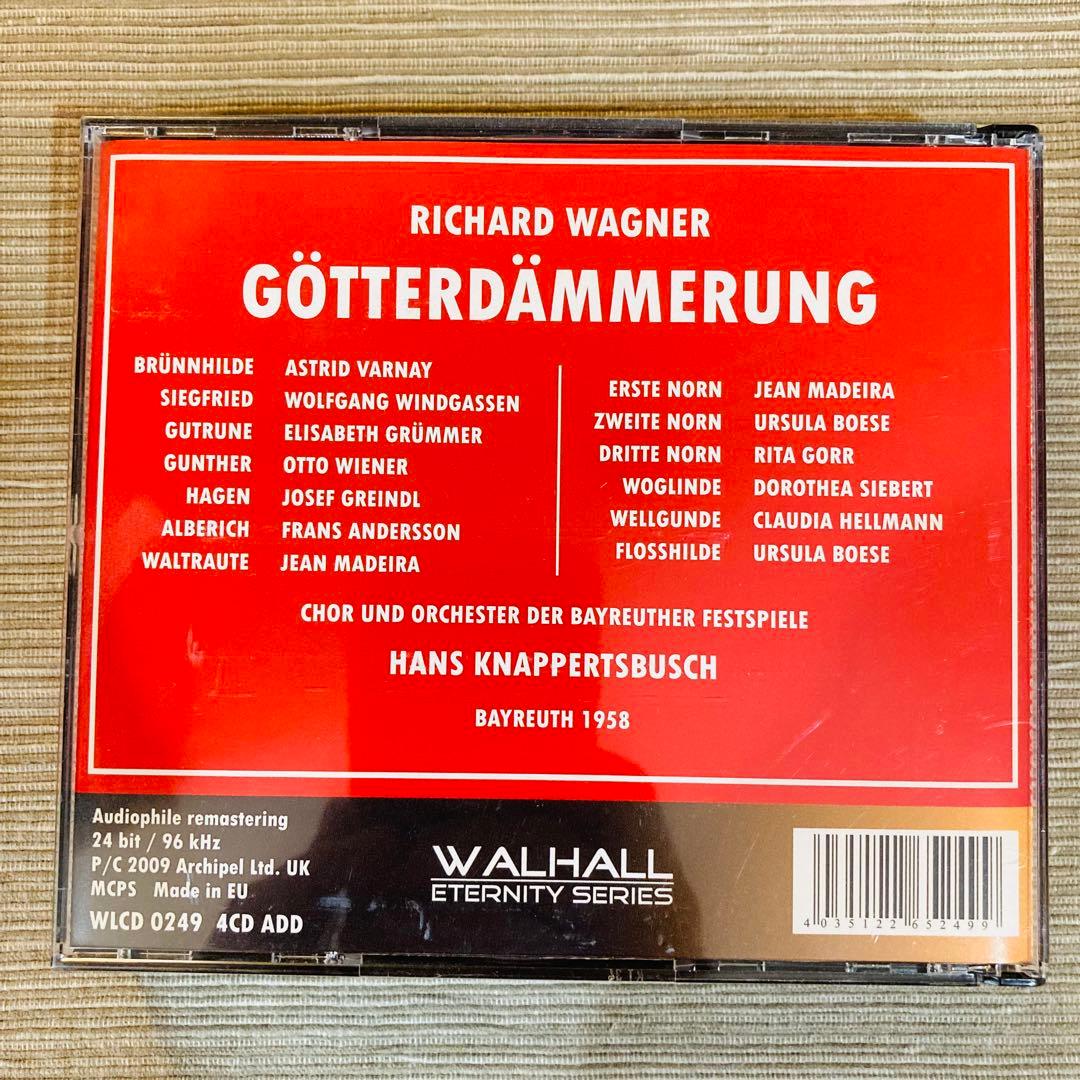 RICHARD WAGNER
GÖTTERDÄMMERUNG
BRÜNNHILDE ASTRID VARNAY
SIEGFRIED WOLFGANG WINDGASSEN
GUTRUNE ELISABETH GRÜMMER
GUNTHER OTTO WIENER
HAGEN JOSEF GREINDL
ALBERICH FRANS ANDERSSON
WALTRAUTE JEAN MADEIRA
ERSTE NORN JEAN MADEIRA
ZWEITE NORN URSULA BOESE
DRITTE NORN RITA GORR
WOGLINDE DOROTHEA SIEBERT
WELLGUNDE CLAUDIA HELLMANN
FLOSSHILDE URSULA BOESE
CHOR UND ORCHESTER DER BAYREUTHER FESTSPIELE
HANS KNAPPERTSBUSCH
BAYREUTH 1958
Audiophile remastering
24 bit / 96 kHz
P/C 2009 Archipel Ltd. UK
MCPS Made in EU
WLCD 0249 4CD ADD
WALHALL
ETERNITY SERIES
4 035122 652499